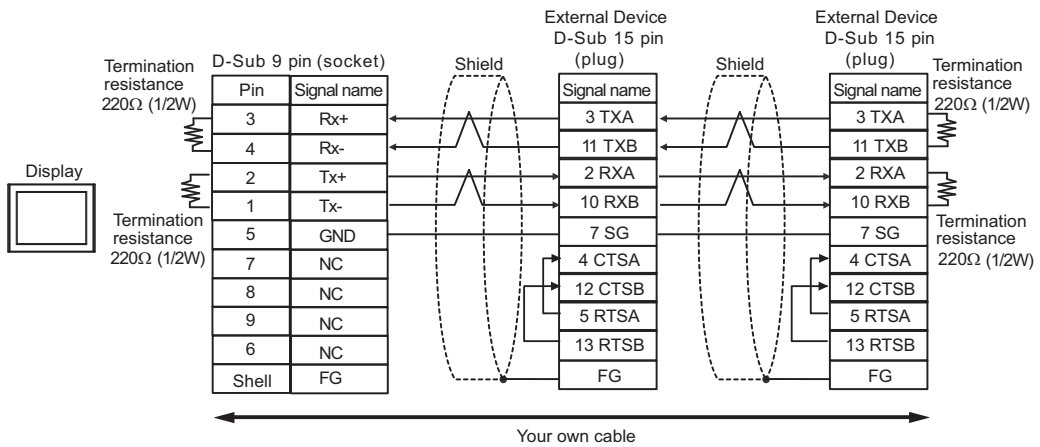 External Device
D-Sub 15 pin
(plug)
External Device
D-Sub 15 pin
(plug)
Termination
resistance
220Ω (1/2W)
D-Sub 9 pin (socket)
Shield
Shield
Termination
resistance
220Ω (1/2W)
Pin
Signal name
Signal name
Signal name
3
Rx+
3 TXA
3 TXA
4
Rx-
11 TXB
11 TXB
Display
2
Tx+
2 RXA
2 RXA
1
Tx-
10 RXB
10 RXB
Termination
resistance
220Ω (1/2W)
5
GND
7 SG
7 SG
Termination
resistance
220Ω (1/2W)
7
NC
4 CTSA
4 CTSA
8
NC
12 CTSB
12 CTSB
9
NC
5 RTSA
5 RTSA
6
NC
13 RTSB
13 RTSB
Shell
FG
FG
FG
Your own cable